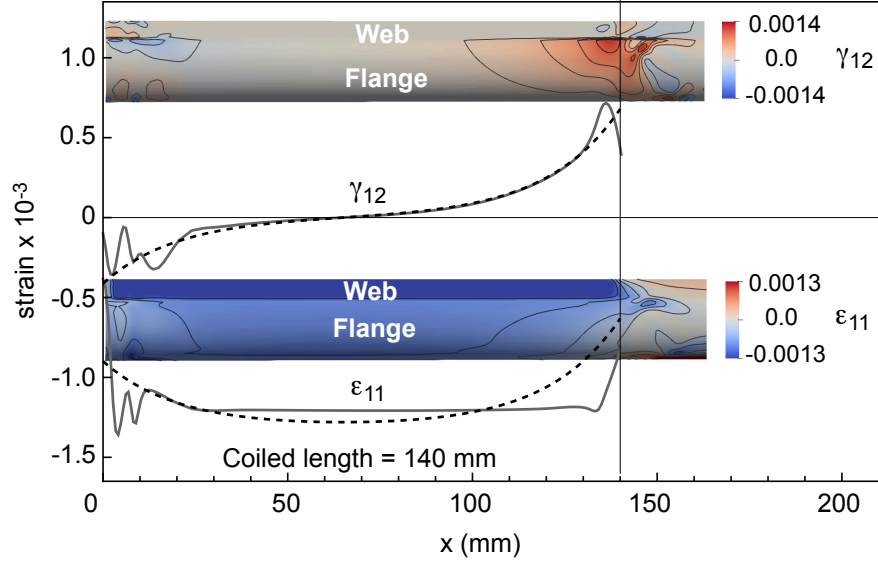 Web
Flange
0.0014
0.0
-0.0014
γ12
1.0
0.5
0
-0.5
-1.0
-1.5
strain x 10-3
γ12
Web
Flange
0.0013
0.0
-0.0013
ε11
ε11
Coiled length = 140 mm
0
50
100
150
200
x (mm)